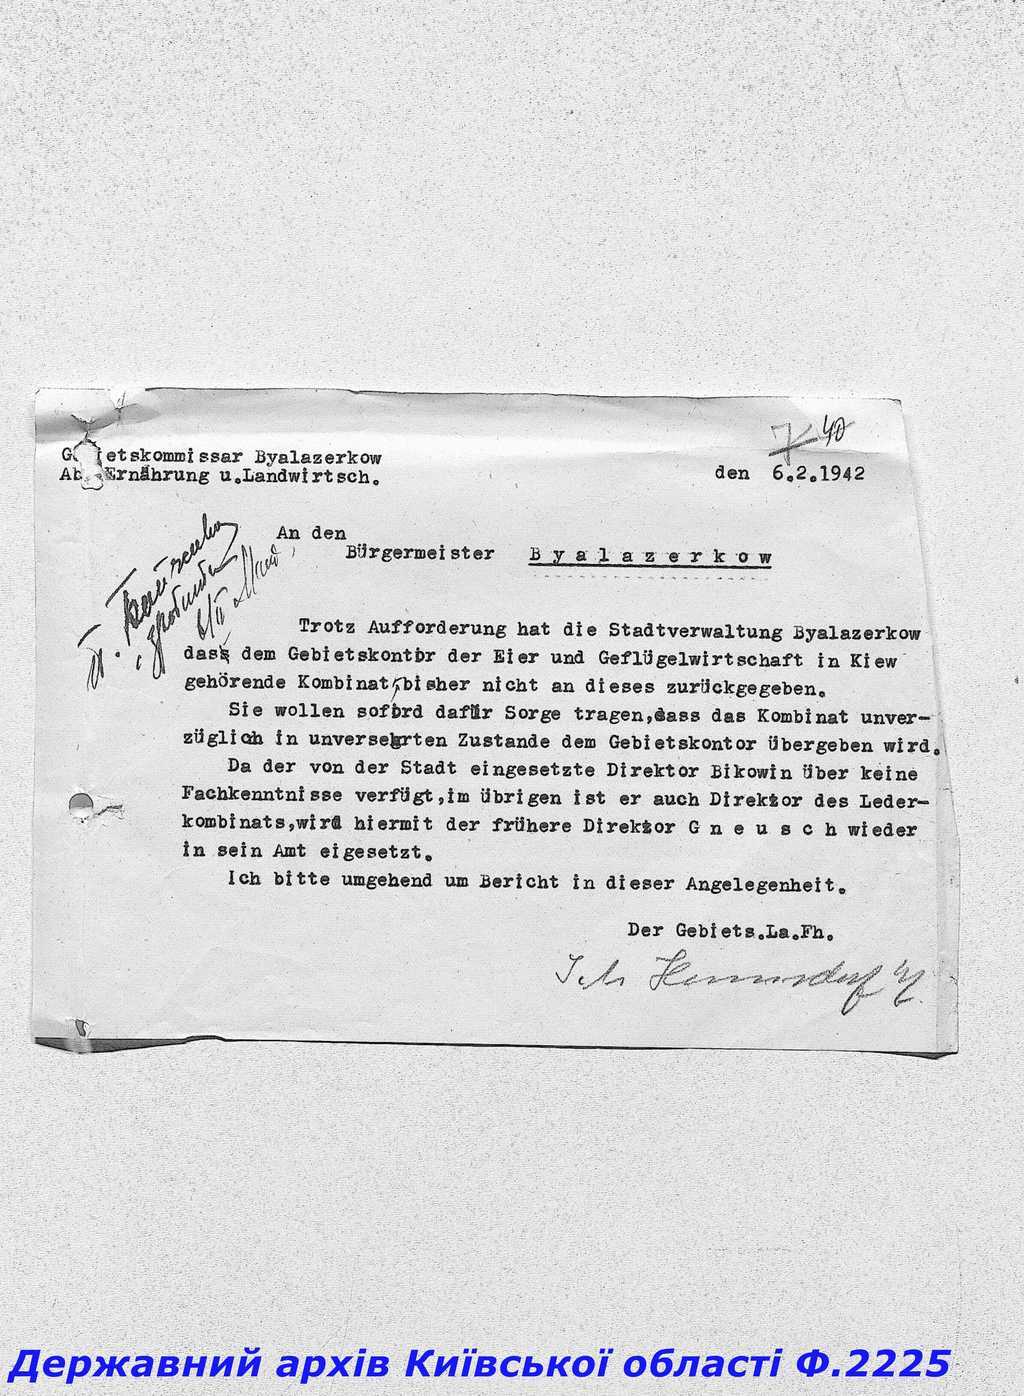 40
Gebietskommissar Byalazerkow
Ab Ernährung u.Landwirtsch.
den 6.2.1942
An den
Bürgermeister Byalazerkow
Trotz Aufforderung hat die Stadtverwaltung Byalazerkow
dass dem Gebietskontor der Eier und Geflügelwirtschaft in Kiew
gehörende Kombinat, bisher nicht an dieses zurückgegeben.
Sie wollen soford dafür Sorge tragen,dass das Kombinat unver-
züglich in unversehrten Zustande dem Gebietskontor übergeben wird.
Da der von der Stadt eingesetzte Direktor Bikowin über keine
Fachkenntnisse verfügt,im übrigen ist er auch Direktor des Leder-
kombinats,wird hiermit der frühere Direktor Gneusch wieder
in sein Amt eigesetzt.
Ich bitte umgehend um Bericht in dieser Angelegenheit.
Der Gebiets.La.Fh.
Державний архів Київської області Ф.2225